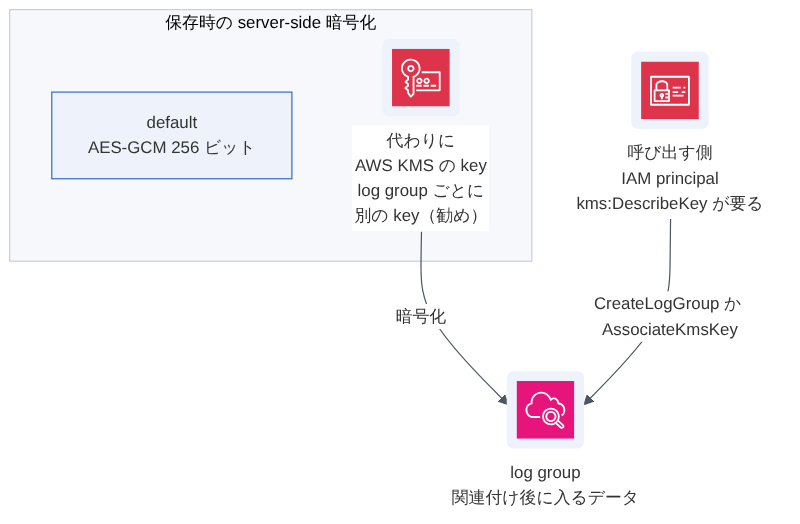 保存時の server-side 暗号化
default
AES-GCM 256 ビット
代わりに
AWS KMS の key
log group ごとに
別の key（勧め）
呼び出す側
IAM principal
kms:DescribeKey が要る
暗号化
CreateLogGroup か
AssociateKmsKey
log group
関連付け後に入るデータ